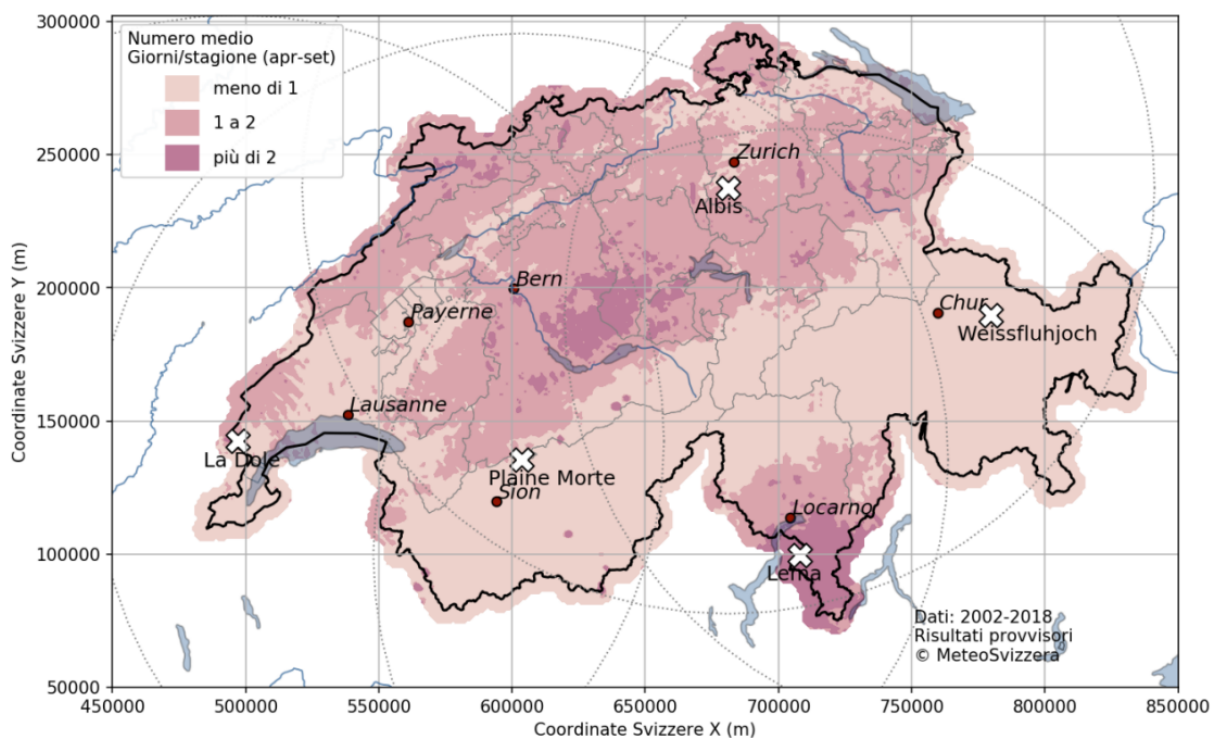 300000
250000
200000
150000
100000
50000
Coordinate Svizzere Y (m)
Numero medio
Giorni/stagione (apr-set)
meno di 1
1 a 2
più di 2
Zurich
Albis
Bern
Payerne
Chur
Weissfluhjoch
Lausanne
La Dole
Plaine Morte
Sion
Locarno
Lema
Dati: 2002-2018
Risultati provvisori
© MeteoSvizzera
450000 500000 550000 600000 650000 700000 750000 800000 850000
Coordinate Svizzere X (m)